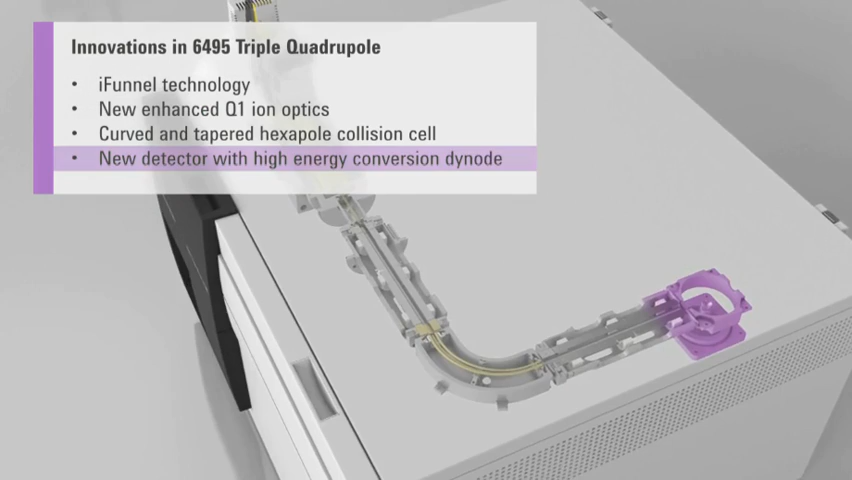 Innovations in 6495 Triple Quadrupole
• iFunnel technology
• New enhanced Q1 ion optics
• Curved and tapered hexapole collision cell
• New detector with high energy conversion dynode